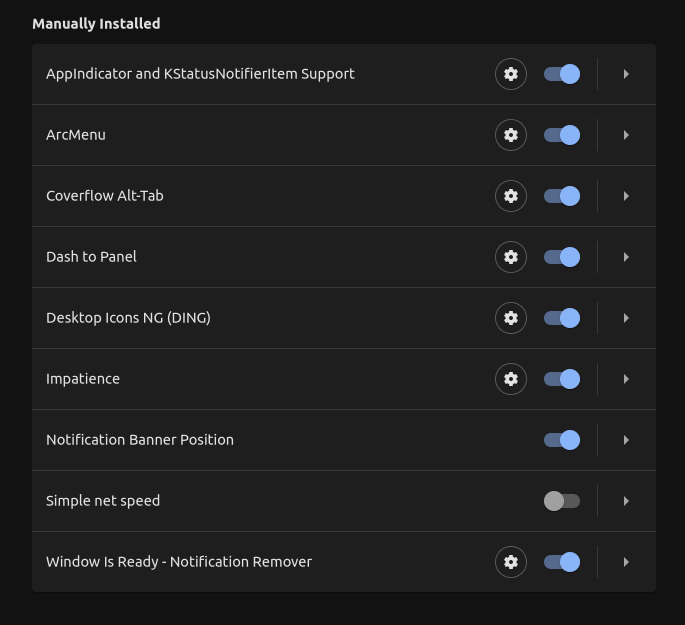 Manually Installed
AppIndicator and KStatusNotifierItem Support
ArcMenu
Coverflow Alt-Tab
Dash to Panel
Desktop Icons NG (DING)
Impatience
Notification Banner Position
Simple net speed
Window Is Ready - Notification Remover